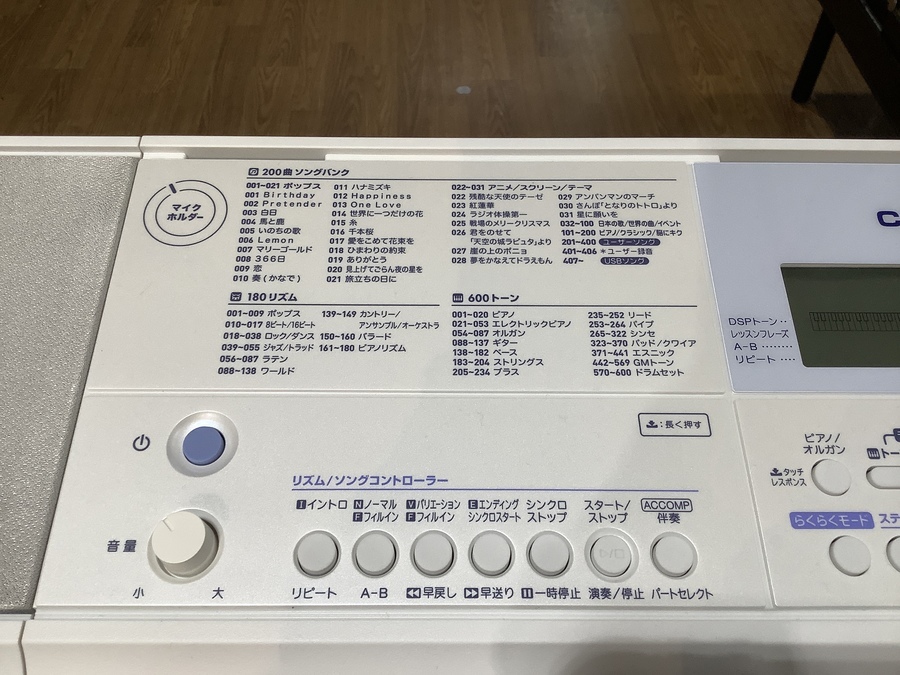 マイク
ホルダー
200曲 ソングバンク
001~021 ポップス
001 Birthday
002 Pretender
003 白日
004 馬と鹿
005 いのちの歌
006 Lemon
007 マリーゴールド
008 366日
009 恋
010 奏(かなで)
011 ハナミズキ
012 Happiness
013 One Love
014 世界に一つだけの花
015 糸
016 千本桜
017 愛をこめて花束を
018 ひまわりの約束
019 ありがとう
020 見上げてごらん夜の星を
021 旅立ちの日に
022~031 アニメ/スクリーン/テーマ
022 残酷な天使のテーゼ
023 紅蓮華
024 ラジオ体操第一
025 戦場のメリークリスマス
026 君をのせて
「天空の城ラピュタ」より
027 崖の上のポニョ
028 夢をかなえてドラえもん
029 アンパンマンのマーチ
030 さんぽ「となりのトトロ」より
031 星に願いを
032~100 日本の歌/世界の曲/イベント
101~200 ピアノ/クラシック/脳にキク
201~400 ユーザーソング
401~406 *ユーザー録音
407~ USBソング
180リズム
001~009 ポップス
010~017 8ビート/16ビート
018~038 ロック/ダンス
039~055 ジャズ/トラッド
056~087 ラテン
088~138 ワールド
139~149 カントリー/
アンサンブル/オーケストラ
150~160 バラード
161~180 ピアノリズム
600トーン
001~020 ピアノ
021~053 エレクトリックピアノ
054~087 オルガン
088~137 ギター
138~182 ベース
183~204 ストリングス
205~234 ブラス
235~252 リード
253~264 パイプ
265~322 シンセ
323~370 パッド/クワイア
371~441 エスニック
442~569 GMトーン
570~600 ドラムセット
C
DSPトーン
レッスンフレーズ
A-B
リピート
:長く押す
音量
小
大
リズム/ソングコントローラー
I イントロ
N ノーマル
F フィルイン
V バリエーション
F フィルイン
E エンディング
シンクロスタート
シンクロ
ストップ
スタート/
ストップ
ACCOMP
伴奏
リピート
A-B
早戻し
早送り
一時停止
演奏/停止
パートセレクト
ピアノ/
オルガン
タッチ
レスポンス
らくらくモード
ステ
トー